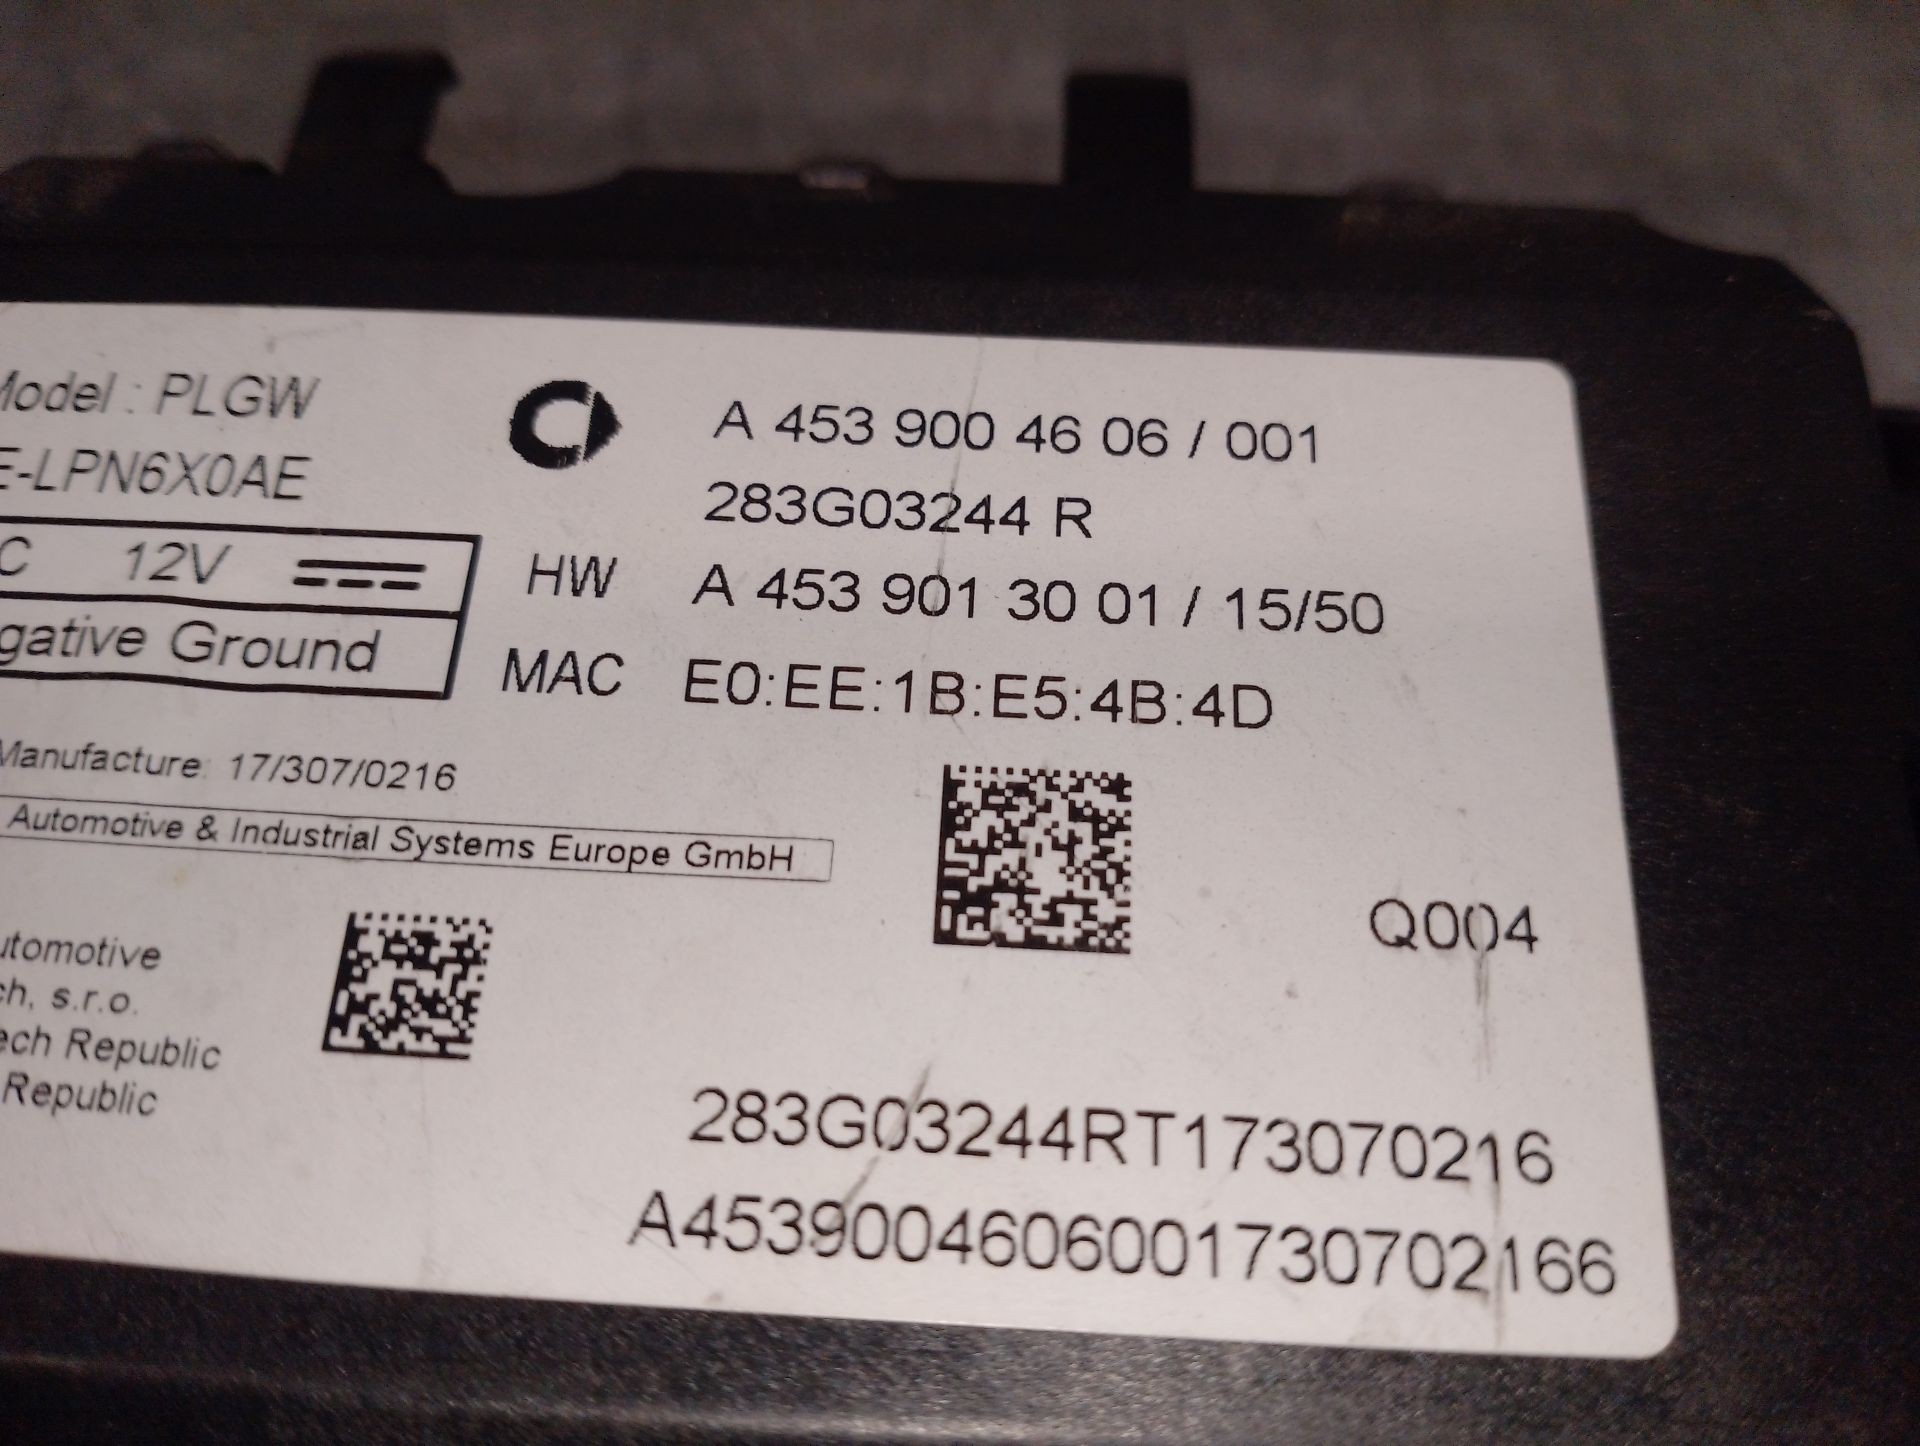 Model : PLGW
E-LPN6X0AE
C 12V
gative Ground
Manufacture: 17/307/0216
Automotive & Industrial Systems Europe GmbH
utomotive
ch, s.r.o.
ech Republic
Republic
A 453 900 46 06 / 001
283G03244 R
HW A 453 901 30 01 / 15/50
MAC E0:EE:1B:E5:4B:4D
Q004
283G03244RT173070216
A4539004606001730702166